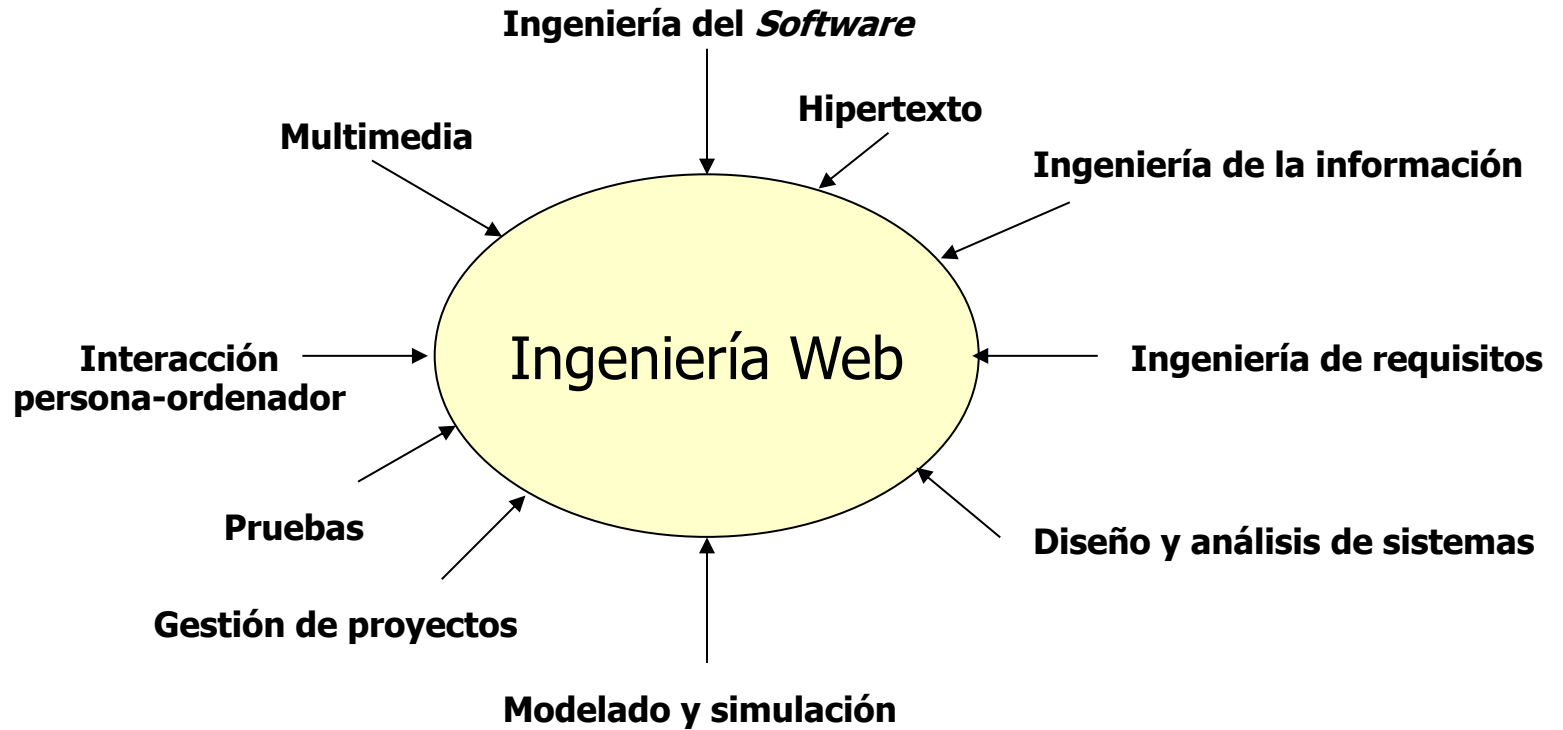 Ingeniería del Software
Hipertexto
Multimedia
Ingeniería de la información
Ingeniería Web
Interacción
persona-ordenador
Ingeniería de requisitos
Pruebas
Diseño y análisis de sistemas
Gestión de proyectos
Modelado y simulación